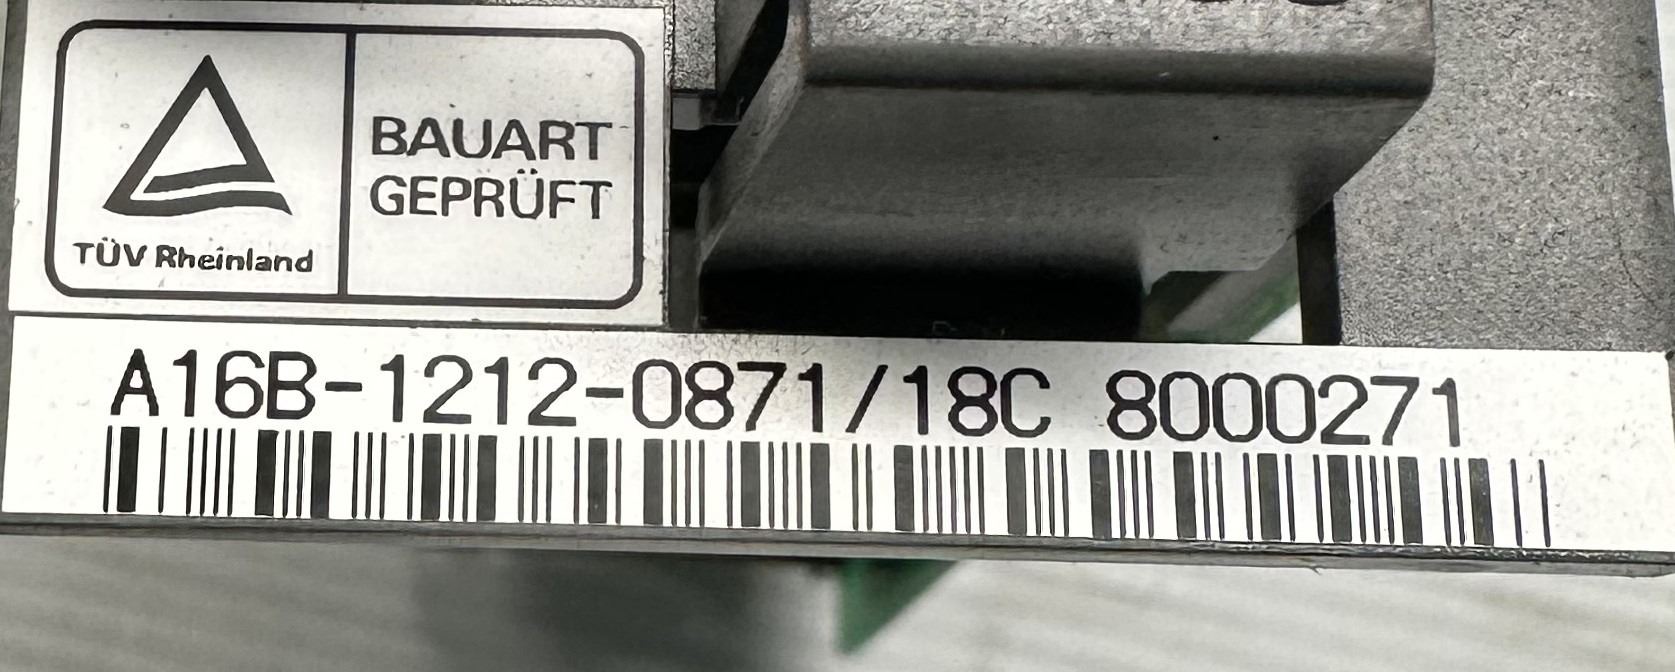 BAUART
GEPRÜFT
TÜV Rheinland
A16B-1212-0871/18C 8000271